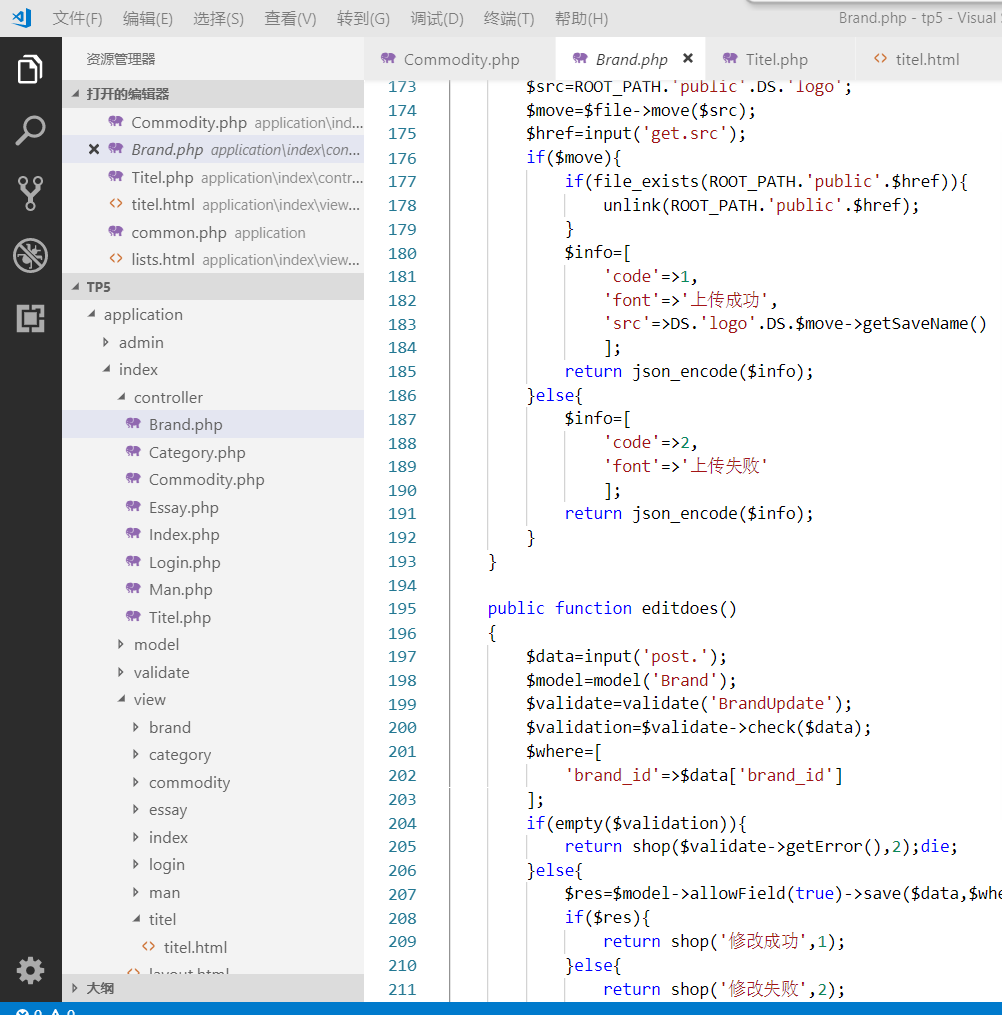 文件(F) 编辑(E) 选择(S) 查看(V) 转到(G) 调试(D) 终端(T) 帮助(H) Brand.php - tp5 - Visual
资源管理器
Commodity.php Brand.php Titel.php titel.html
打开的编辑器
Commodity.php application\ind...
Brand.php application\index\con...
Titel.php application\index\contr...
titel.html application\index\view...
common.php application
lists.html application\index\view...
TP5
application
admin
index
controller
Brand.php
Category.php
Commodity.php
Essay.php
Index.php
Login.php
Man.php
Titel.php
model
validate
view
brand
category
commodity
essay
index
login
man
titel
titel.html
layout.html
大纲
173 $src=ROOT_PATH.'public'.DS.'logo';
174 $move=$file->move($src);
175 $href=input('get.src');
176 if($move){
177 if(file_exists(ROOT_PATH.'public'.$href)){
178 unlink(ROOT_PATH.'public'.$href);
179 }
180 $info=[
181 'code'=>1,
182 'font'=>'上传成功',
183 'src'=>DS.'logo'.DS.$move->getSaveName()
184 ];
185 return json_encode($info);
186 }else{
187 $info=[
188 'code'=>2,
189 'font'=>'上传失败'
190 ];
191 return json_encode($info);
192 }
193 }
194
195 public function editdoes()
196 {
197 $data=input('post.');
198 $model=model('Brand');
199 $validate=validate('BrandUpdate');
200 $validation=$validate->check($data);
201 $where=[
202 'brand_id'=>$data['brand_id']
203 ];
204 if(empty($validation)){
205 return shop($validate->getError(),2);die;
206 }else{
207 $res=$model->allowField(true)->save($data,$whe
208 if($res){
209 return shop('修改成功',1);
210 }else{
211 return shop('修改失败',2);
0 0